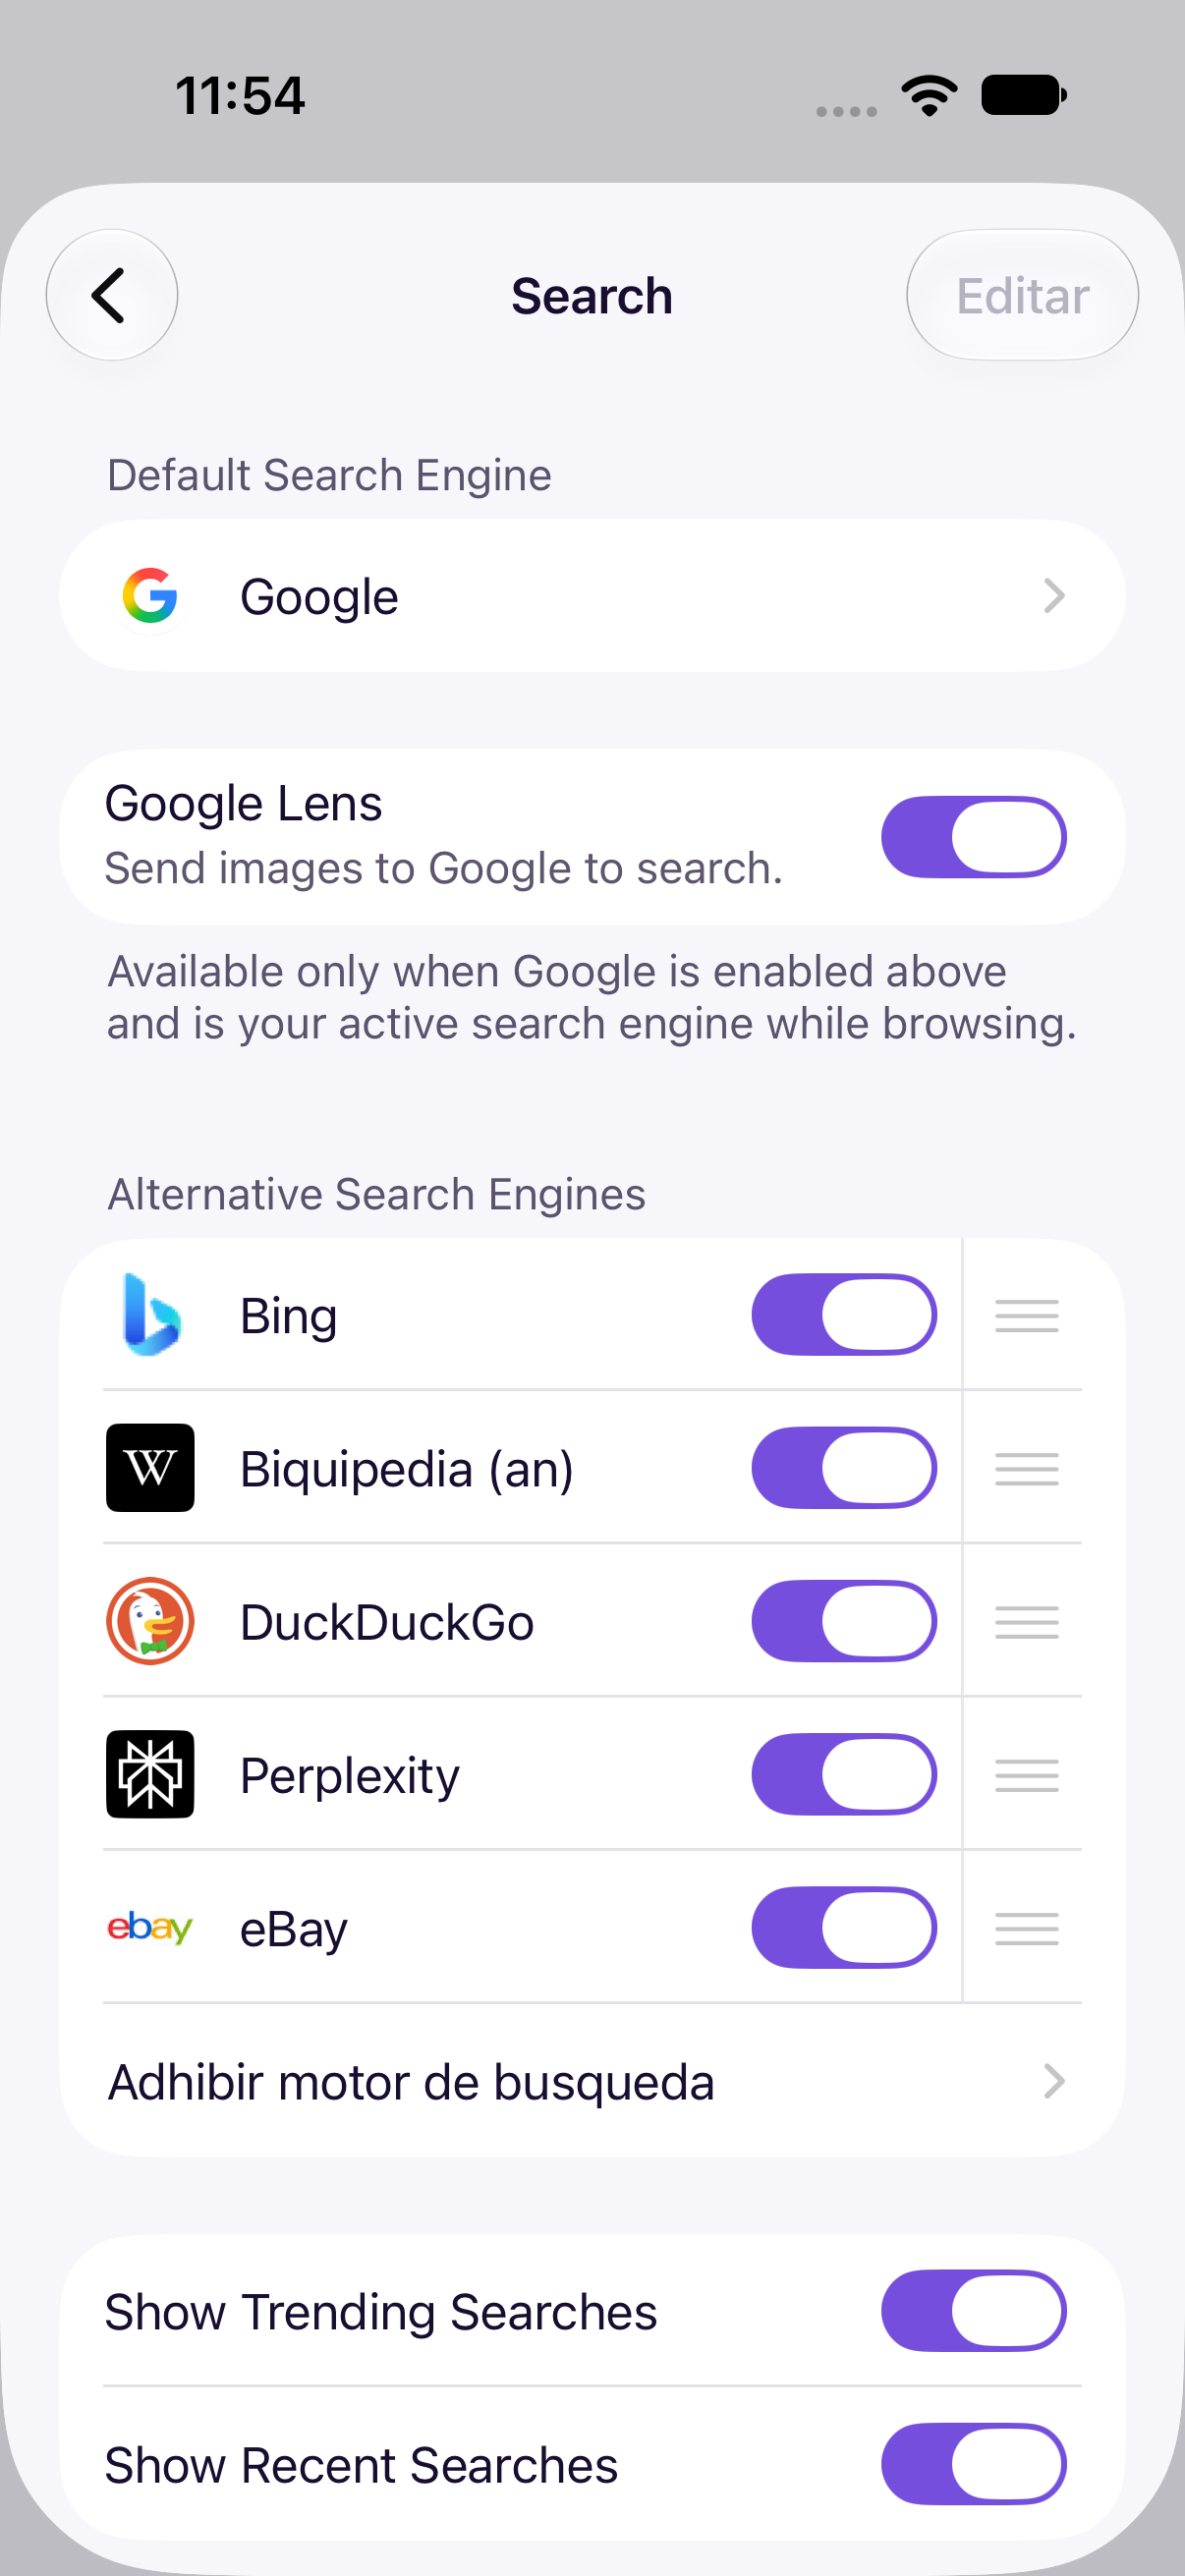 11:54
Search
Editar
Default Search Engine
Google
Google Lens
Send images to Google to search.
Available only when Google is enabled above
and is your active search engine while browsing.
Alternative Search Engines
Bing
W
Biquipedia (an)
DuckDuckGo
Perplexity
ebay
eBay
Adhibir motor de busqueda
Show Trending Searches
Show Recent Searches